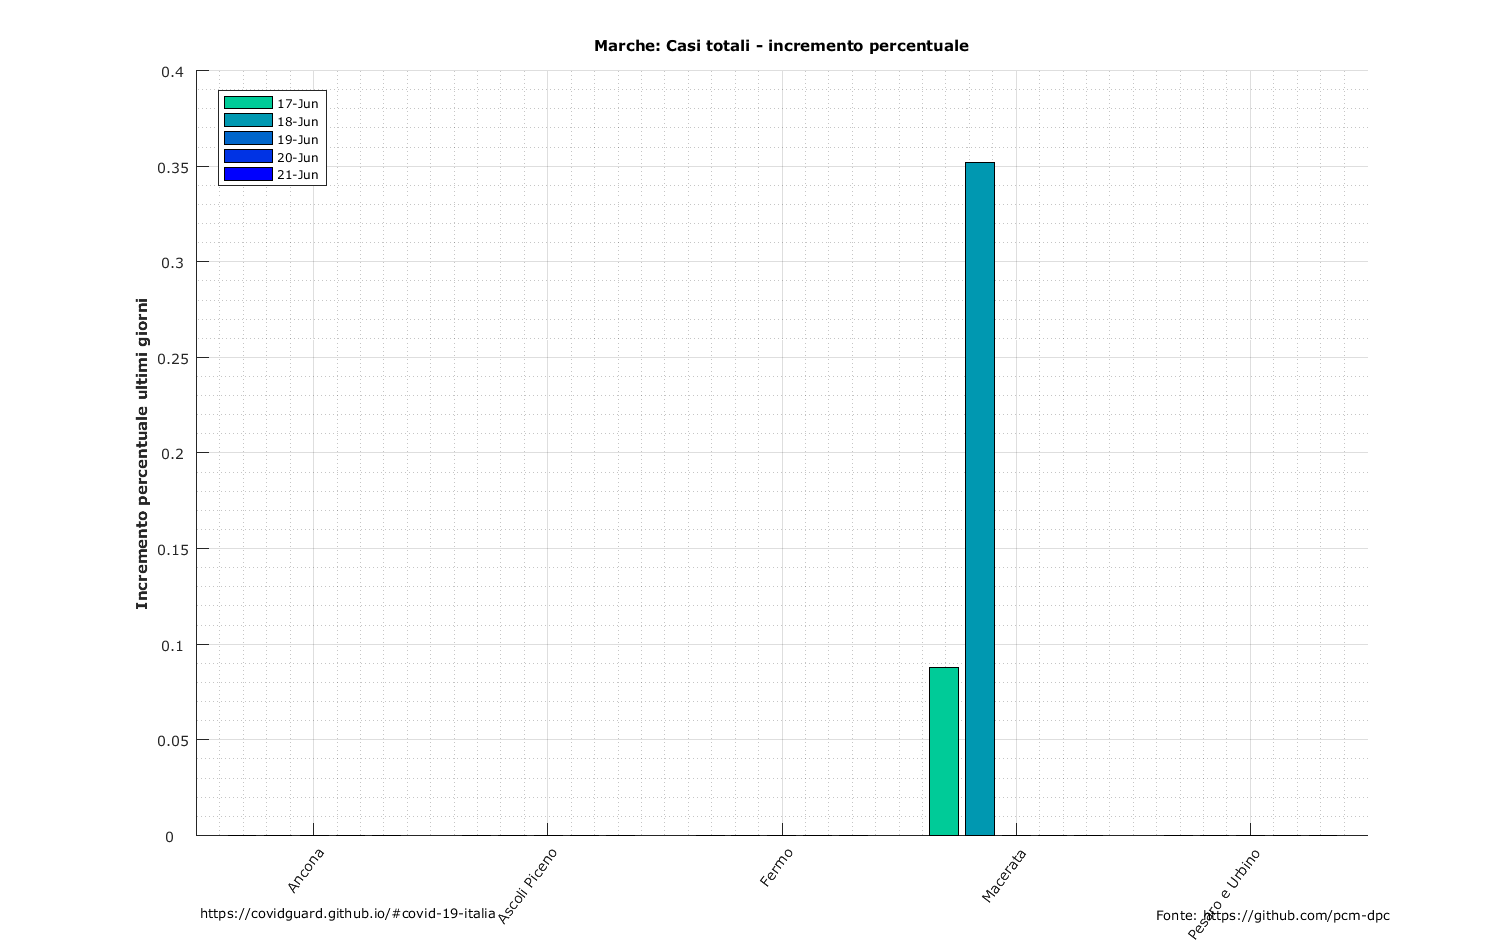 Marche: Casi totali - incremento percentuale
0.4
0.35
0.3
0.25
0.2
0.15
0.1
0.05
0
Incremento percentuale ultimi giorni
17-Jun
18-Jun
19-Jun
20-Jun
21-Jun
Ancona
Ascoli Piceno
Fermo
Macerata
Pesaro e Urbino
https://covidguard.github.io/#covid-19-italia
Fonte: https://github.com/pcm-dpc